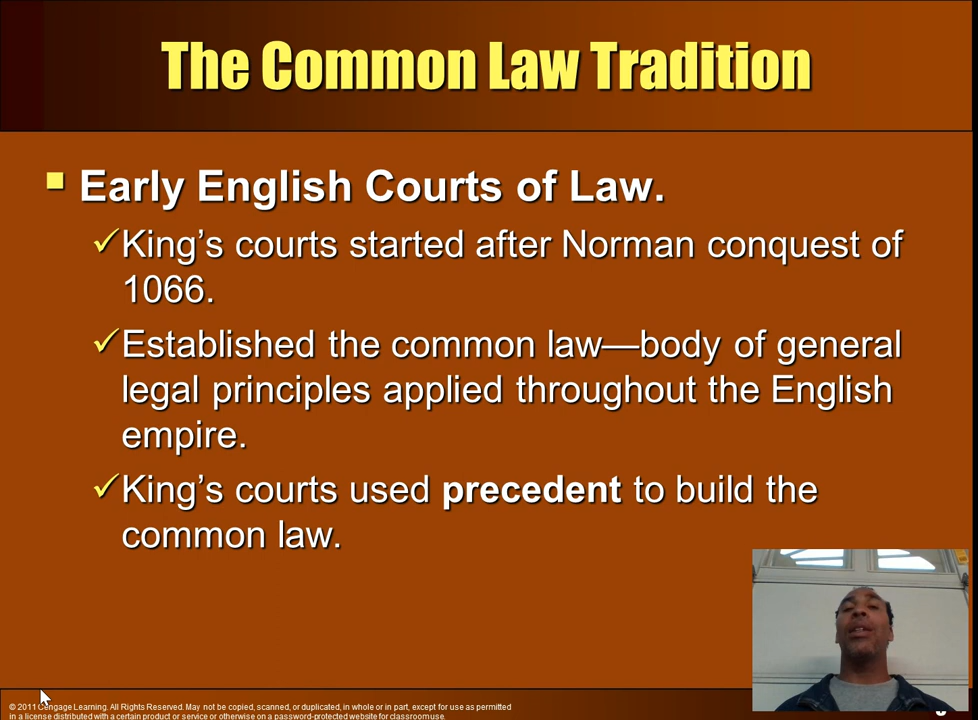 The Common Law Tradition
Early English Courts of Law.
King’s courts started after Norman conquest of
1066.
Established the common law—body of general
legal principles applied throughout the English
empire.
King’s courts used precedent to build the
common law.
© 2011 Cengage Learning. All Rights Reserved. May not be copied, scanned, or duplicated, in whole or in part, except for use as permitted
in a license distributed with a certain product or service or otherwise on a password-protected website for classroom use.